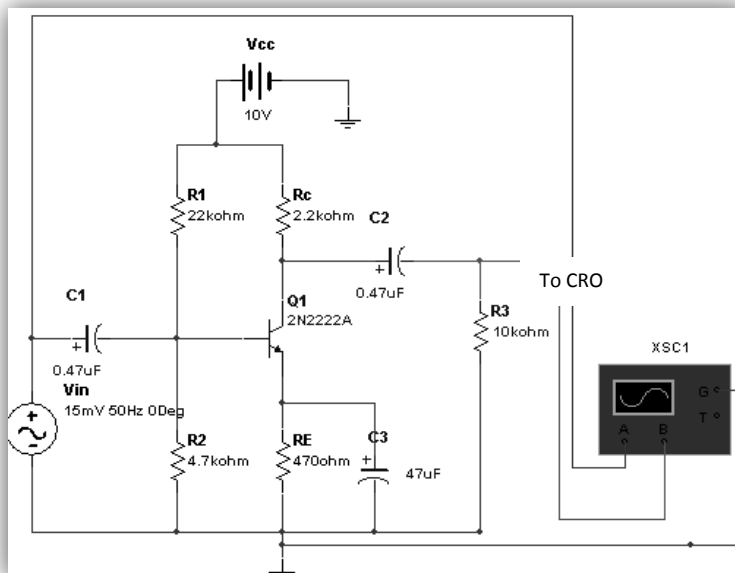 Vcc
10V
R1
22kohm
Rc
2.2kohm
C2
0.47uF
To CRO
R3
10kohm
C1
0.47uF
Q1
2N2222A
Vin
15mV 50Hz 0Deg
R2
4.7kohm
RE
470ohm
C3
47uF
XSC1
G
T
A
B